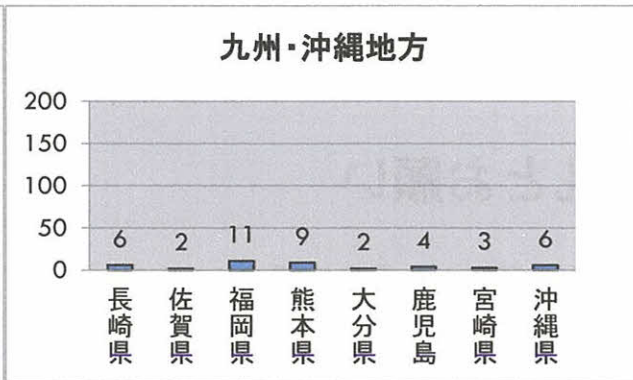 九州・沖縄地方
200
150
100
50
0
6 2 11 9 2 4 3 6
長崎県
佐賀県
福岡県
熊本県
大分県
鹿児島
宮崎県
沖縄県